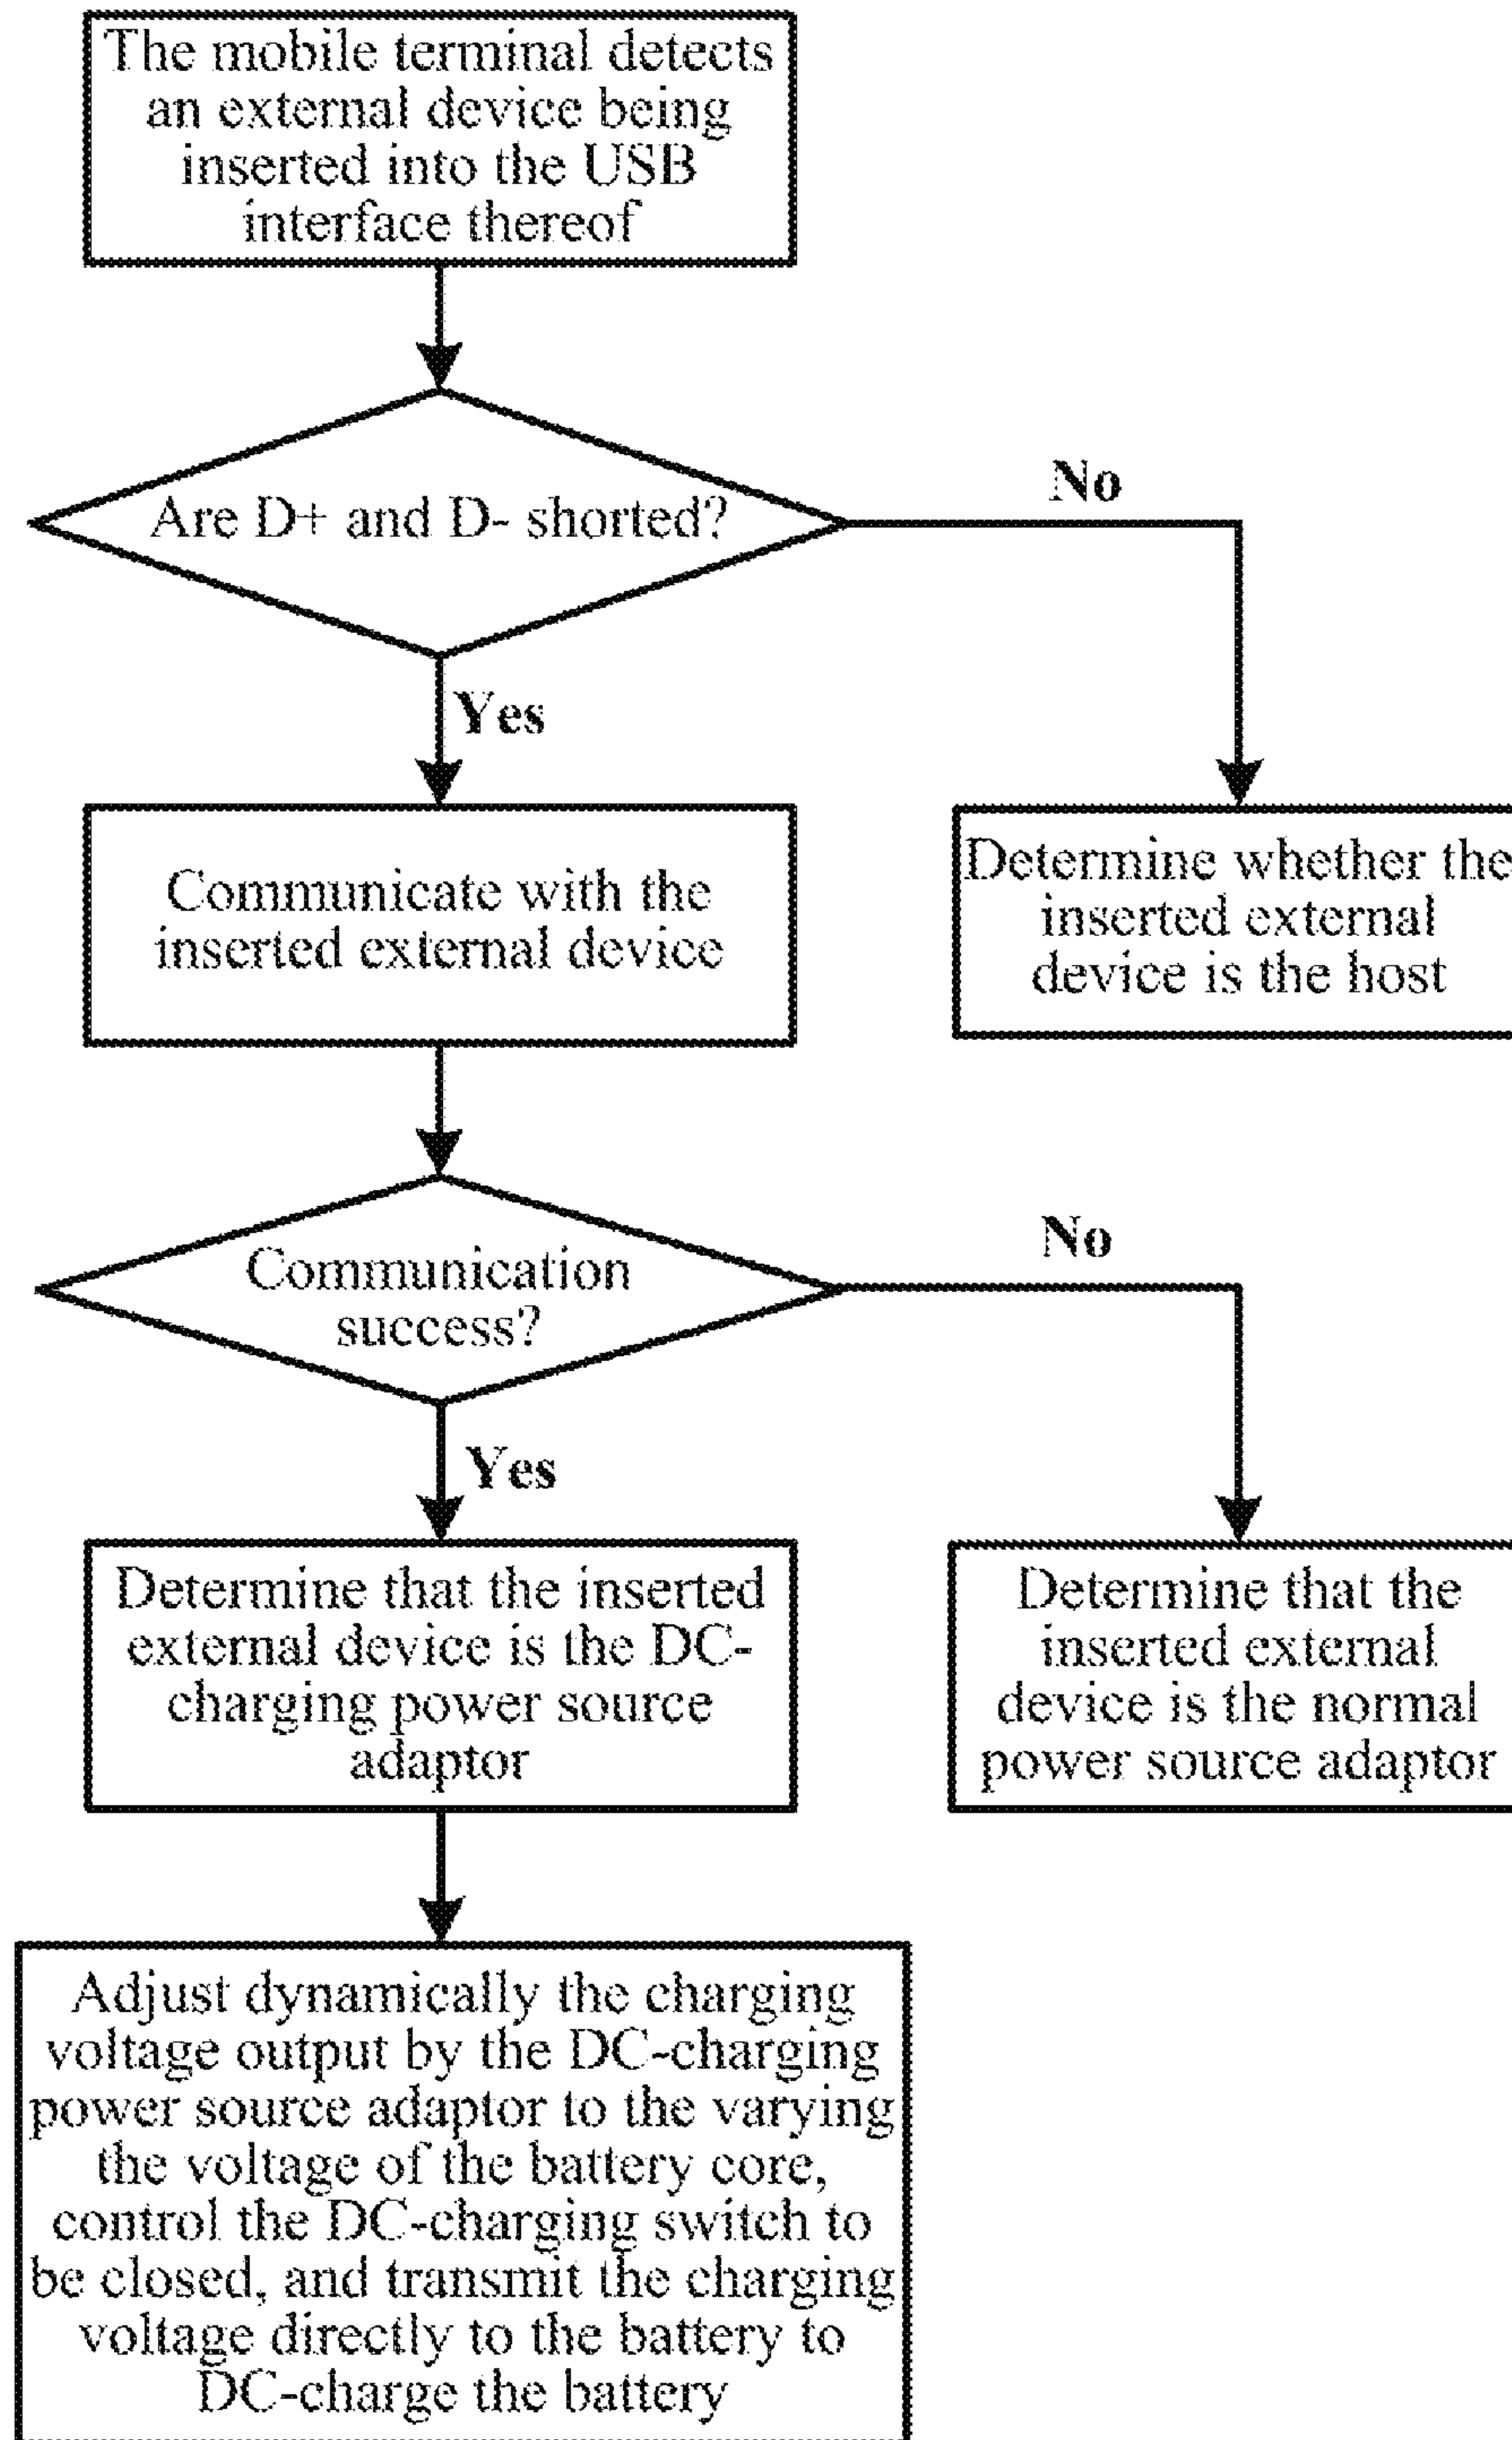 The mobile terminal detects
an external device being
inserted into the USB
interface thereof
Are D+ and D- shorted?
No
Yes
Communicate with the
inserted external device
Determine whether the
inserted external
device is the host
Communication
success?
No
Yes
Determine that the inserted
external device is the DC-
charging power source
adaptor
Determine that the
inserted external
device is the normal
power source adaptor
Adjust dynamically the charging
voltage output by the DC-charging
power source adaptor to the varying
the voltage of the battery core,
control the DC-charging switch to
be closed, and transmit the charging
voltage directly to the battery to
DC-charge the battery